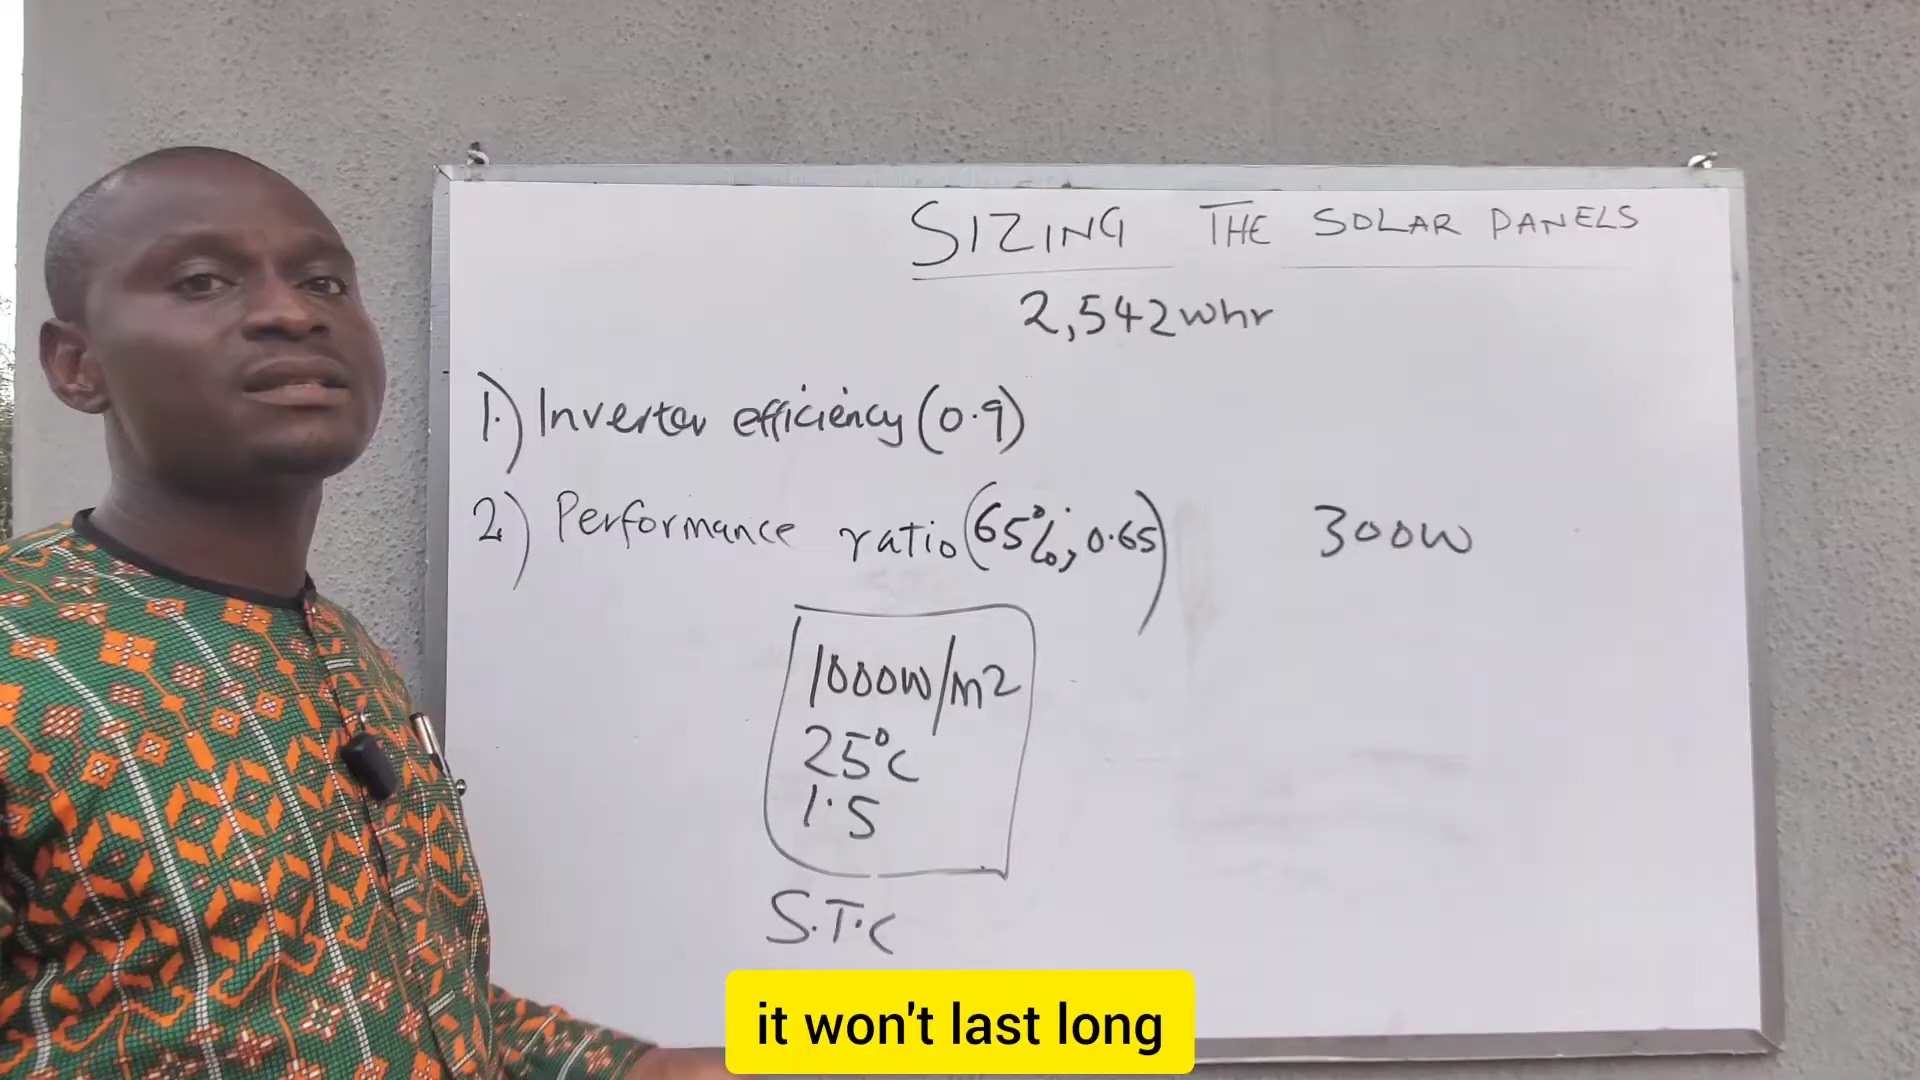 SIZING THE SOLAR PANELS
2,542whr
1.) Inverter efficiency (0.9)
2) Performance ratio (65%; 0.65)
300W
1000W/m2
25°C
1.5
S.T.C
it won't last long